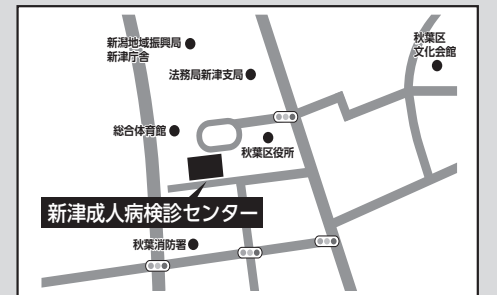 新潟地域振興局
新津庁舎
秋葉区
文化会館
法務局新津支局
総合体育館
秋葉区役所
新津成人病検診センター
秋葉消防署